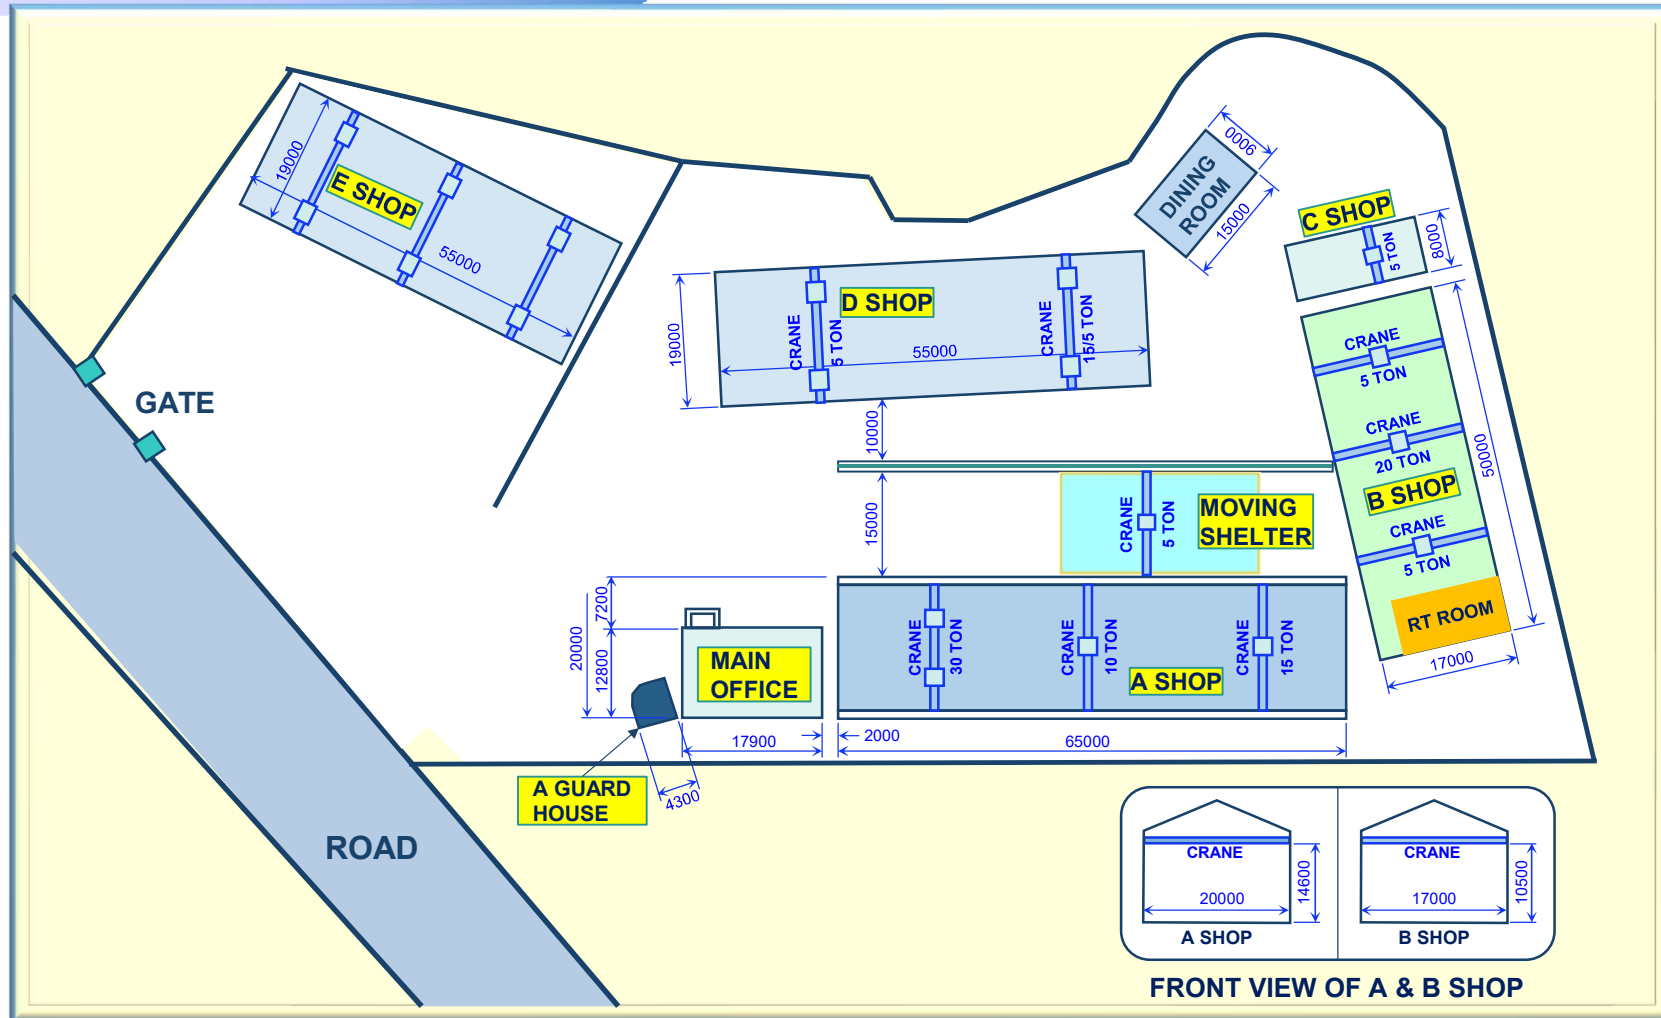 19000
E SHOP
55000
GATE
ROAD
19000
CRANE
5 TON
D SHOP
55000
CRANE
15/5 TON
10000
15000
DINING
ROOM
9000
15000
C SHOP
5 TON
8000
CRANE
5 TON
CRANE
20 TON
B SHOP
CRANE
5 TON
RT ROOM
50000
17000
CRANE
5 TON
MOVING
SHELTER
20000
7200
12800
MAIN
OFFICE
17900
2000
65000
CRANE
30 TON
CRANE
10 TON
A SHOP
CRANE
15 TON
A GUARD
HOUSE
4300
CRANE
20000
14600
A SHOP
CRANE
17000
10500
B SHOP
FRONT VIEW OF A & B SHOP